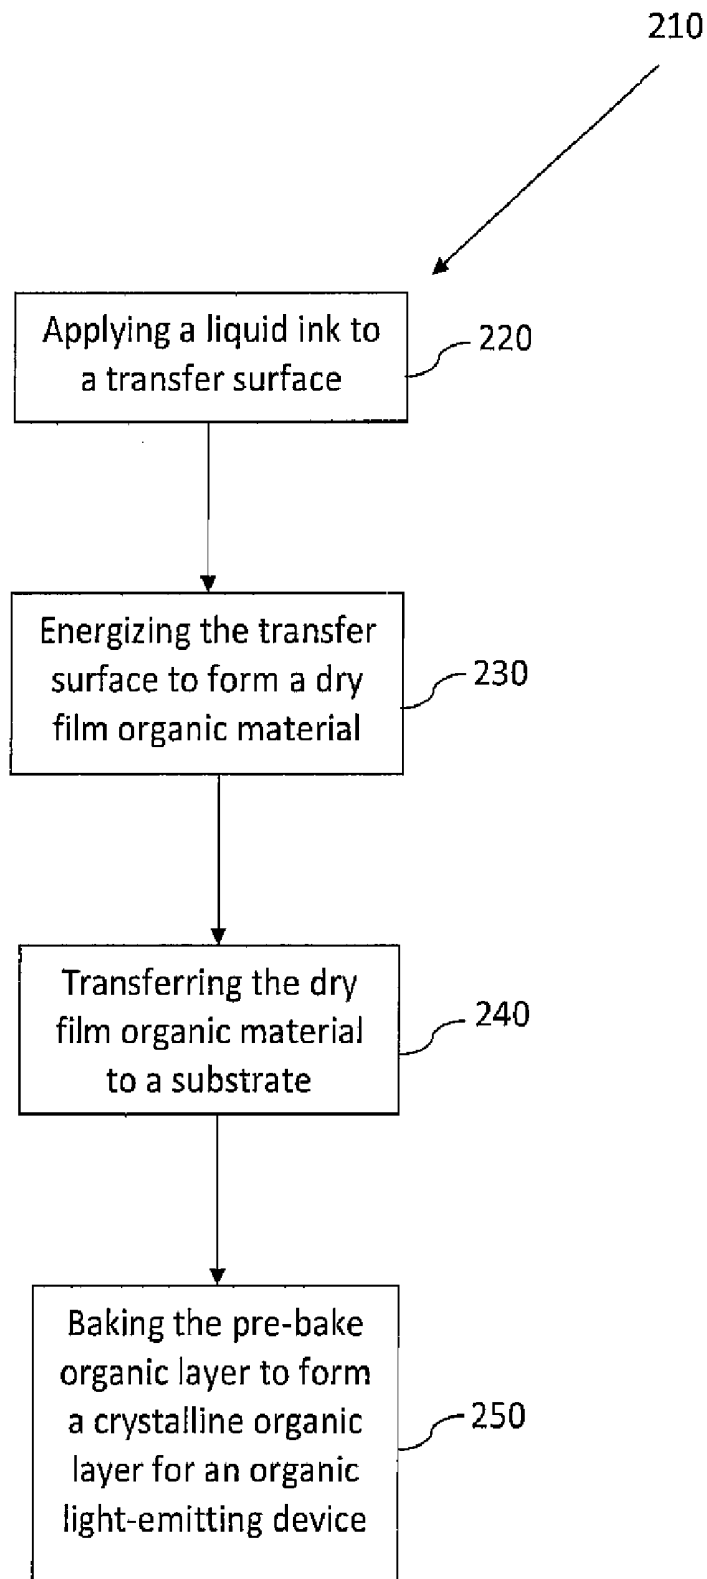 210
Applying a liquid ink to
a transfer surface
220
Energizing the transfer
surface to form a dry
film organic material
230
Transferring the dry
film organic material
to a substrate
240
Baking the pre-bake
organic layer to form
a crystalline organic
layer for an organic
light-emitting device
250